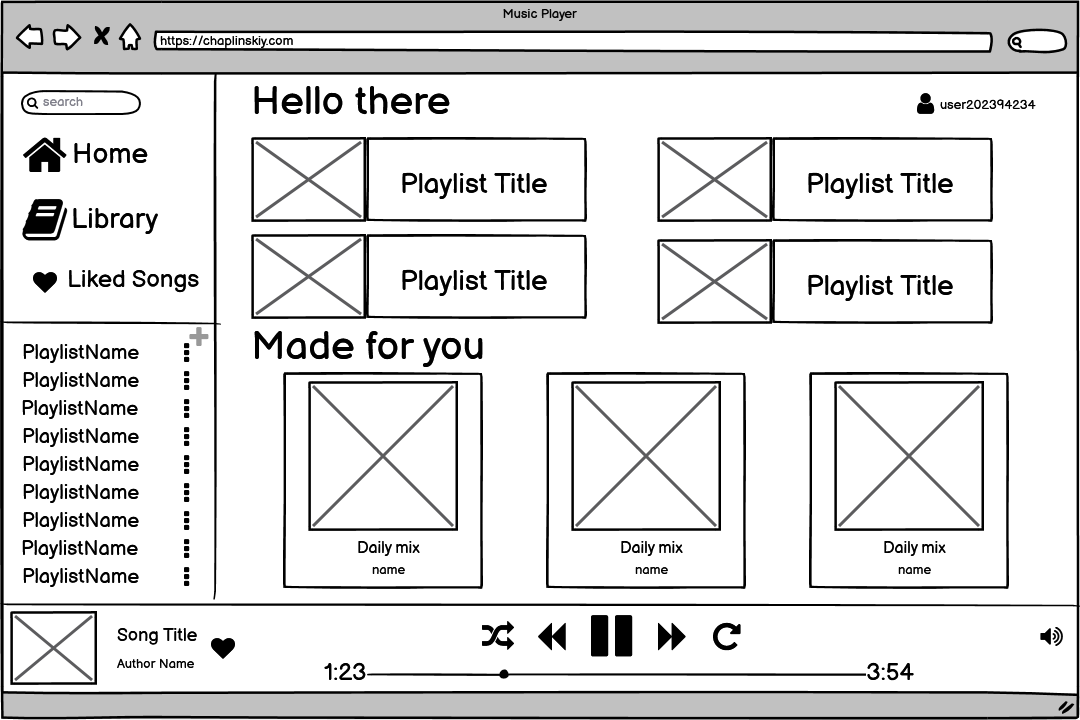 Music Player
https://chaplinskiy.com
search
Home
Library
Liked Songs
PlaylistName
PlaylistName
PlaylistName
PlaylistName
PlaylistName
PlaylistName
PlaylistName
PlaylistName
PlaylistName
Hello there
user202394234
Playlist Title
Playlist Title
Playlist Title
Playlist Title
Made for you
Daily mix
name
Daily mix
name
Daily mix
name
Song Title
Author Name
1:23
3:54